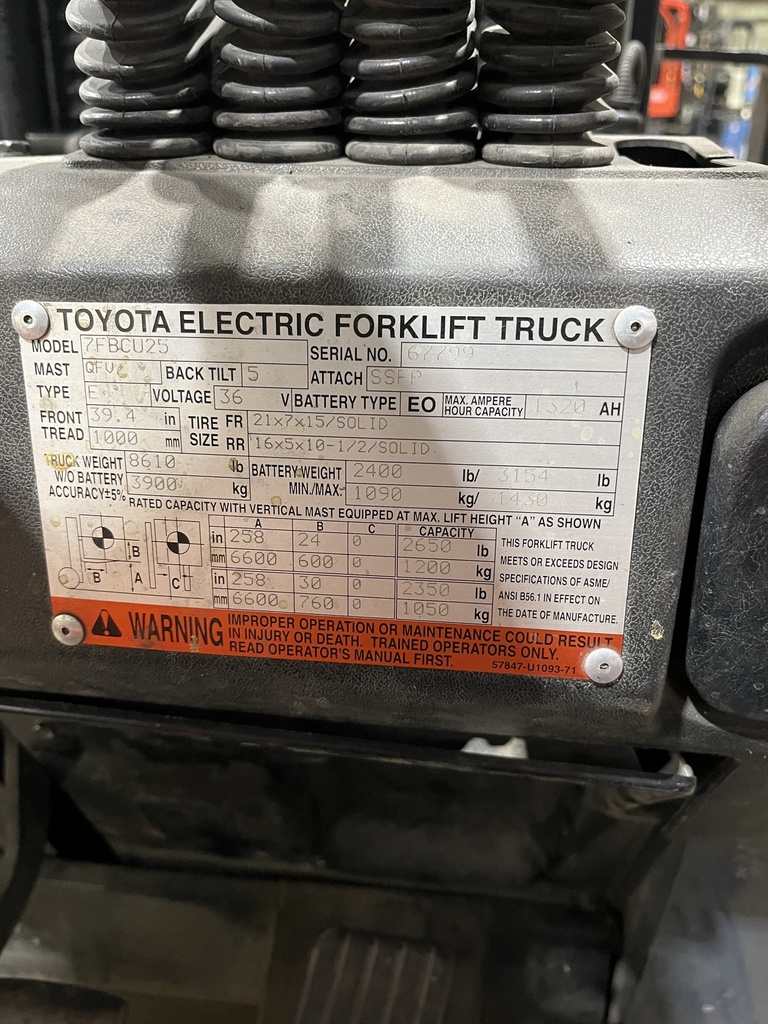 TOYOTA ELECTRIC FORKLIFT TRUCK
MODEL 7FBCU25 SERIAL NO. 67799
MAST BACK TILT 5 ATTACH
TYPE VOLTAGE 36 V BATTERY TYPE EO MAX. AMPERE HOUR CAPACITY 1320 AH
FRONT TREAD 39.4 in TIRE SIZE FR 21x7x15/SOLID
1000 mm RR 16x5x10-1/2/SOLID
TRUCK WEIGHT W/O BATTERY ACCURACY±5% 8610 lb BATTERY WEIGHT MIN./MAX. 2400 lb/ 3154 lb
3900 kg 1090 kg/ 1430 kg
RATED CAPACITY WITH VERTICAL MAST EQUIPPED AT MAX. LIFT HEIGHT "A" AS SHOWN
A B C CAPACITY
in 258 24 0 2650 lb
mm 6600 600 0 1200 kg
in 258 30 0 2350 lb
mm 6600 760 0 1050 kg
B B A C
THIS FORKLIFT TRUCK
MEETS OR EXCEEDS DESIGN
SPECIFICATIONS OF ASME/
ANSI B56.1 IN EFFECT ON
THE DATE OF MANUFACTURE.
WARNING IMPROPER OPERATION OR MAINTENANCE COULD RESULT
IN INJURY OR DEATH. TRAINED OPERATORS ONLY.
READ OPERATOR'S MANUAL FIRST. 57847-U1093-71